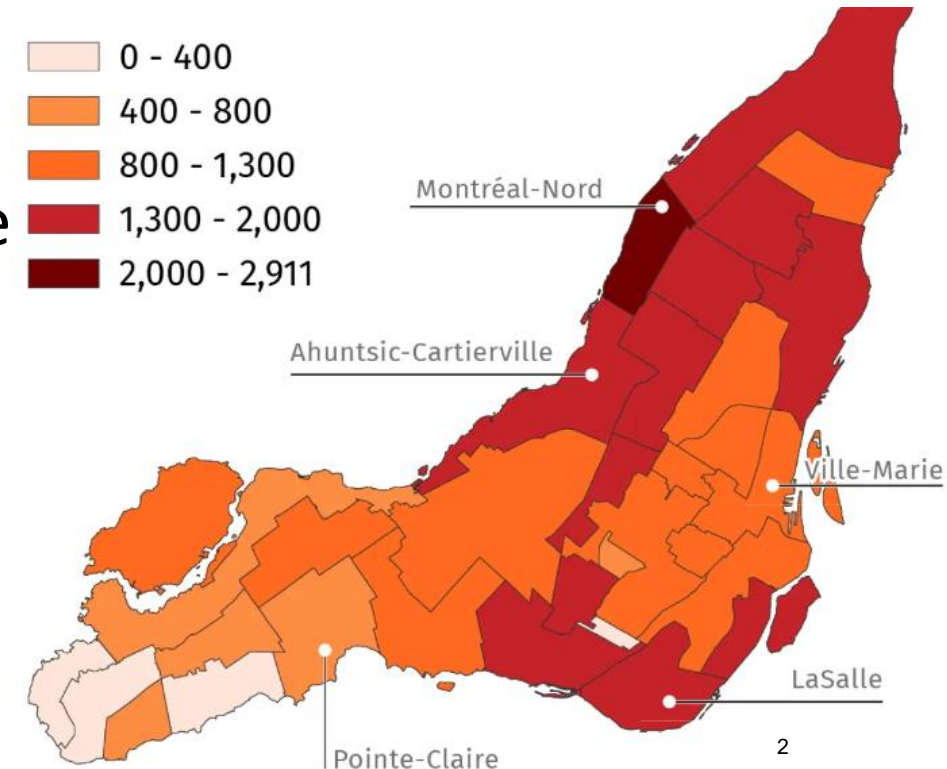 0 - 400
400 - 800
800 - 1,300
e
1,300 - 2,000
2,000 - 2,911
Montréal-Nord
Ahuntsic-Cartierville
Ville-Marie
LaSalle
Pointe-Claire
2